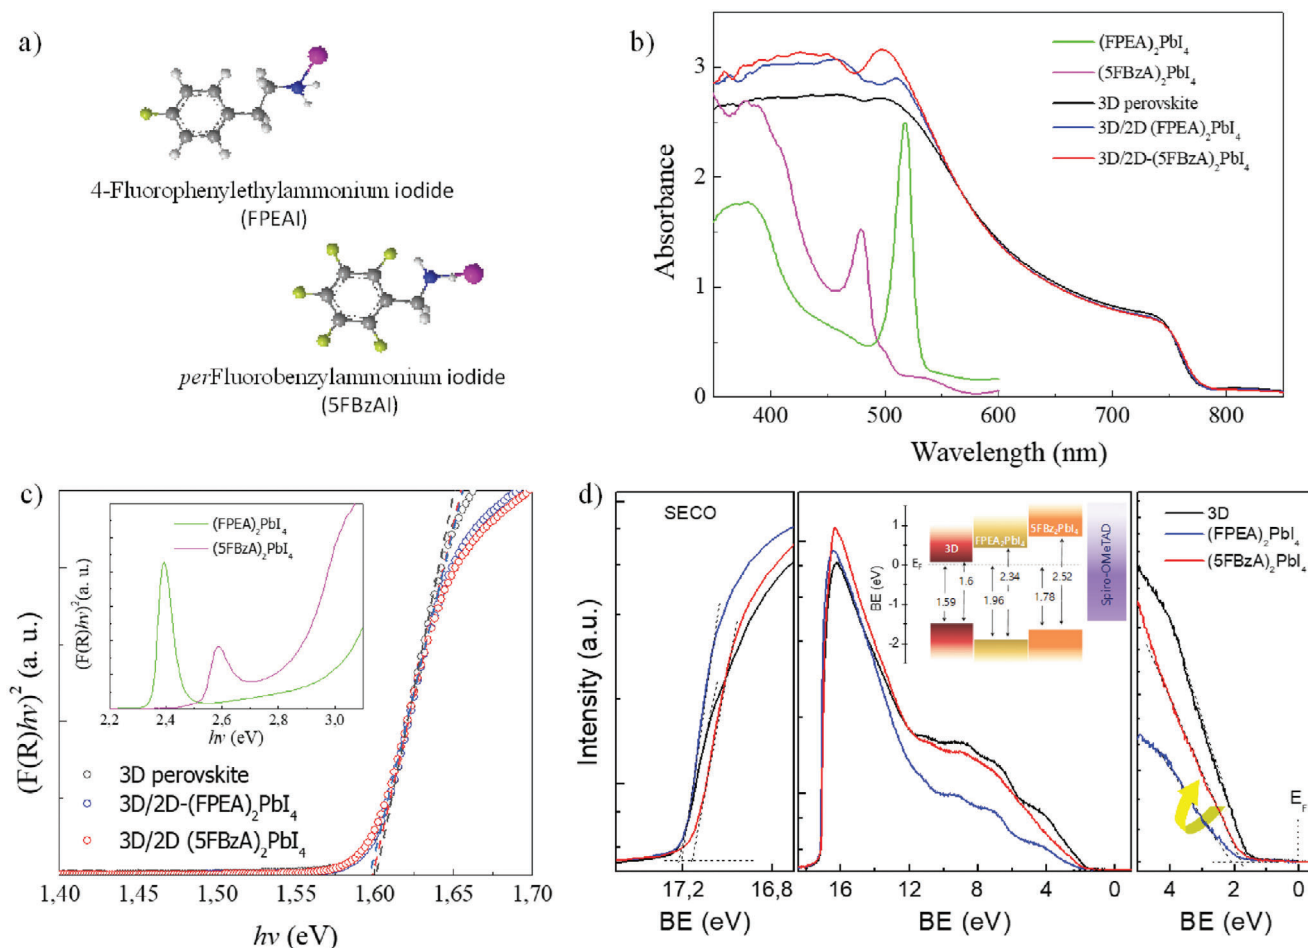 a)
4-Fluorophenylethylammonium iodide
(FPEAI)
perFluorobenzylammonium iodide
(5FBzAI)
b)
(FPEA)2PbI4
(5FBzA)2PbI4
3D perovskite
3D/2D (FPEA)2PbI4
3D/2D-(5FBzA)2PbI4
Absorbance
3
2
1
0
400 500 600 700 800
Wavelength (nm)
c)
(FPEA)2PbI4
(5FBzA)2PbI4
(F(R)hν)2(a. u.)
2,2 2,4 2,6 2,8 3,0
hν (eV)
(F(R)hν)2 (a. u.)
3D perovskite
3D/2D-(FPEA)2PbI4
3D/2D (5FBzA)2PbI4
1,40 1,45 1,50 1,55 1,60 1,65 1,70
hν (eV)
d)
Intensity (a.u.)
SECO
17,2 16,8
BE (eV)
BE (eV)
1
0
-1
-2
EF
3D
FPEA2PbI4
5FBz2PbI4
Spiro-OMeTAD
1.6
2.34
2.52
1.59
1.96
1.78
16 12 8 4 0
BE (eV)
3D
(FPEA)2PbI4
(5FBzA)2PbI4
EF
4 2 0
BE (eV)